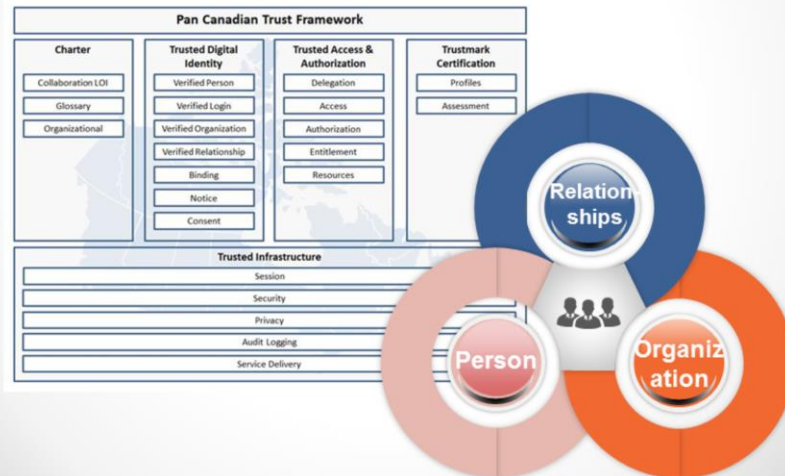 Pan Canadian Trust Framework
Charter
Collaboration LOI
Glossary
Organizational
Trusted Digital
Identity
Verified Person
Verified Login
Verified Organization
Verified Relationship
Binding
Notice
Consent
Trusted Access &
Authorization
Delegation
Access
Authorization
Entitlement
Resources
Trustmark
Certification
Profiles
Assessment
Trusted Infrastructure
Session
Security
Privacy
Audit Logging
Service Delivery
Relation-
ships
Person
Organiz
ation